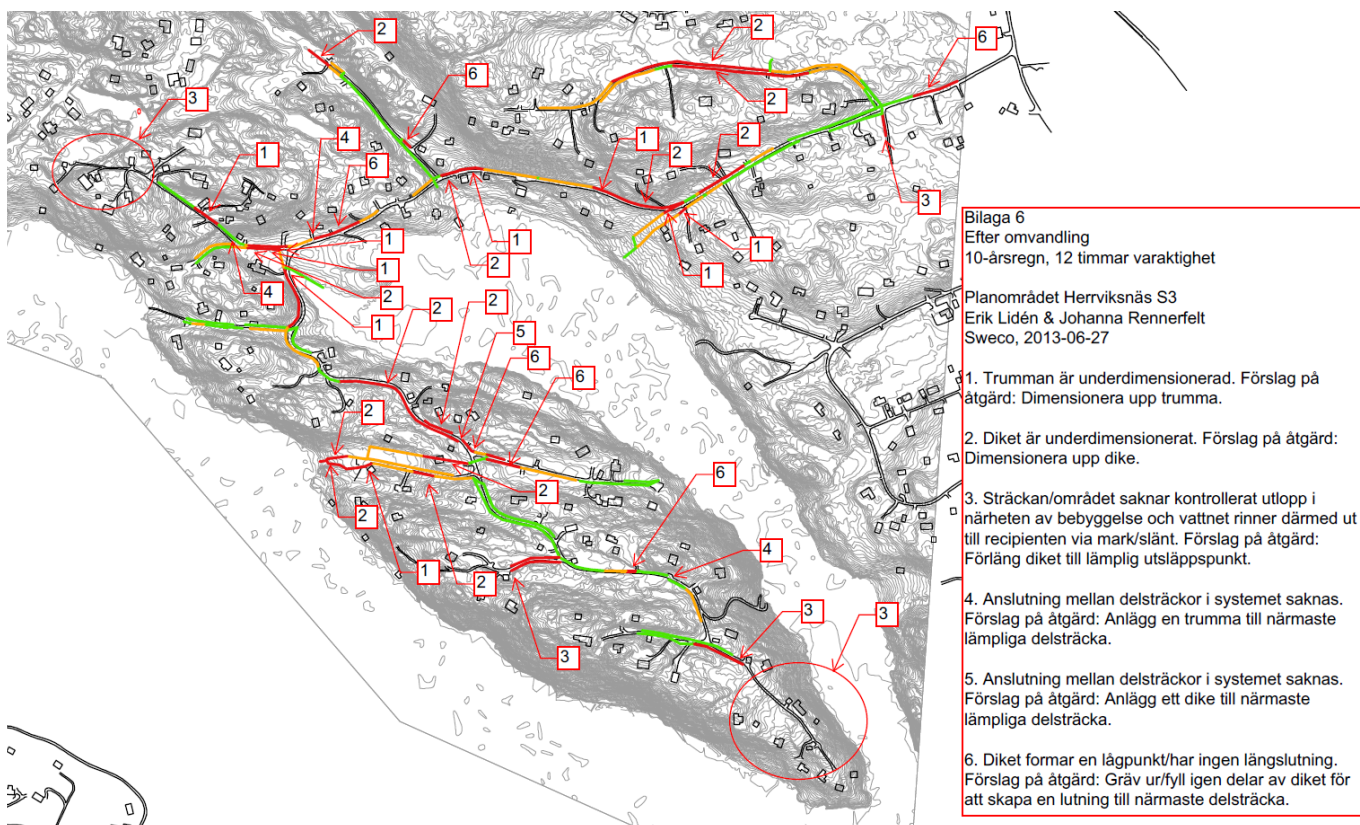 2
2
6
6
3
2
4
1
6
1
2
2
3
1
1
2
1
1
1
4
2
1
2
2
5
6
6
2
2
2
1
2
6
4
3
3
3
Bilaga 6
Efter omvandling
10-årsregn, 12 timmar varaktighet
Planområdet Herrviksnäs S3
Erik Lidén & Johanna Rennerfelt
Sweco, 2013-06-27
1. Trumman är underdimensionerad. Förslag på
åtgärd: Dimensionera upp trumma.
2. Diket är underdimensionerat. Förslag på åtgärd:
Dimensionera upp dike.
3. Sträckan/området saknar kontrollerat utlopp i
närheten av bebyggelse och vattnet rinner därmed ut
till recipienten via mark/slänt. Förslag på åtgärd:
Förläng diket till lämplig utsläppspunkt.
4. Anslutning mellan delsträckor i systemet saknas.
Förslag på åtgärd: Anlägg en trumma till närmaste
lämpliga delsträcka.
5. Anslutning mellan delsträckor i systemet saknas.
Förslag på åtgärd: Anlägg ett dike till närmaste
lämpliga delsträcka.
6. Diket formar en lågpunkt/har ingen längslutning.
Förslag på åtgärd: Gräv ur/fyll igen delar av diket för
att skapa en lutning till närmaste delsträcka.